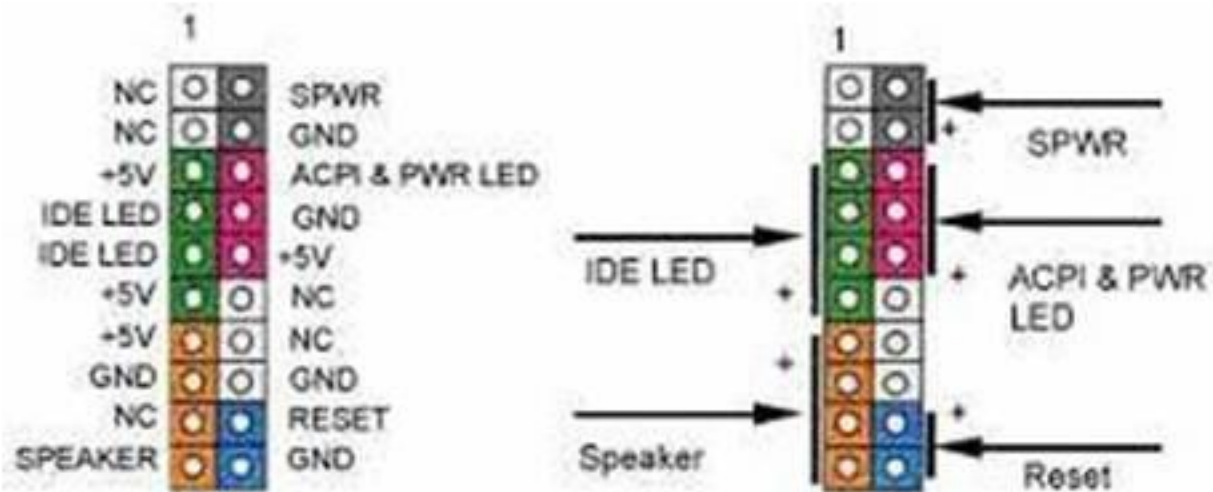 1
NC SPWR
NC GND
+5V ACPI & PWR LED
IDE LED GND
IDE LED +5V
+5V NC
+5V NC
GND GND
NC RESET
SPEAKER GND
1
+
SPWR
IDE LED
+
+
ACPI & PWR
LED
+
+
Speaker
Reset